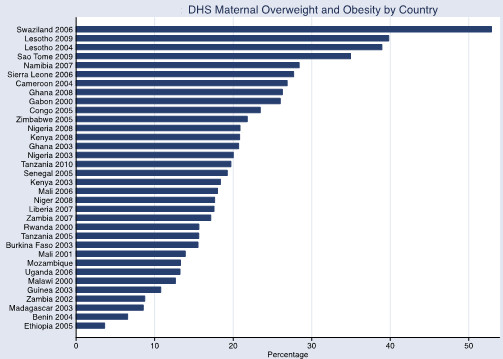 DHS Maternal Overweight and Obesity by Country
Swaziland 2006
Lesotho 2009
Lesotho 2004
Sao Tome 2009
Namibia 2007
Sierra Leone 2006
Cameroon 2004
Ghana 2008
Gabon 2000
Congo 2005
Zimbabwe 2005
Nigeria 2008
Kenya 2008
Ghana 2003
Nigeria 2003
Tanzania 2010
Senegal 2005
Kenya 2003
Mali 2006
Niger 2008
Liberia 2007
Zambia 2007
Rwanda 2000
Tanzania 2005
Burkina Faso 2003
Mali 2001
Mozambique
Uganda 2006
Malawi 2000
Guinea 2003
Zambia 2002
Madagascar 2003
Benin 2004
Ethiopia 2005
0 10 20 30 40 50
Percentage